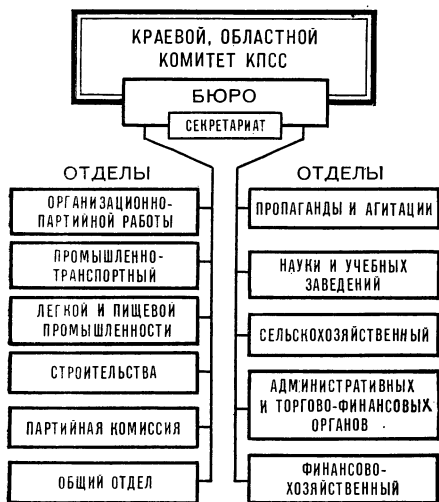 КРАЕВОЙ, ОБЛАСТНОЙ
КОМИТЕТ КПСС
БЮРО
СЕКРЕТАРИАТ
ОТДЕЛЫ
ОРГАНИЗАЦИОННО-
ПАРТИЙНОЙ РАБОТЫ
ПРОМЫШЛЕННО-
ТРАНСПОРТНЫЙ
ЛЕГКОЙ И ПИЩЕВОЙ
ПРОМЫШЛЕННОСТИ
СТРОИТЕЛЬСТВА
ПАРТИЙНАЯ КОМИССИЯ
ОБЩИЙ ОТДЕЛ
ОТДЕЛЫ
ПРОПАГАНДЫ И АГИТАЦИИ
НАУКИ И УЧЕБНЫХ
ЗАВЕДЕНИЙ
СЕЛЬСКОХОЗЯЙСТВЕННЫЙ
АДМИНИСТРАТИВНЫХ
И ТОРГОВО-ФИНАНСОВЫХ
ОРГАНОВ
ФИНАНСОВО-
ХОЗЯЙСТВЕННЫЙ